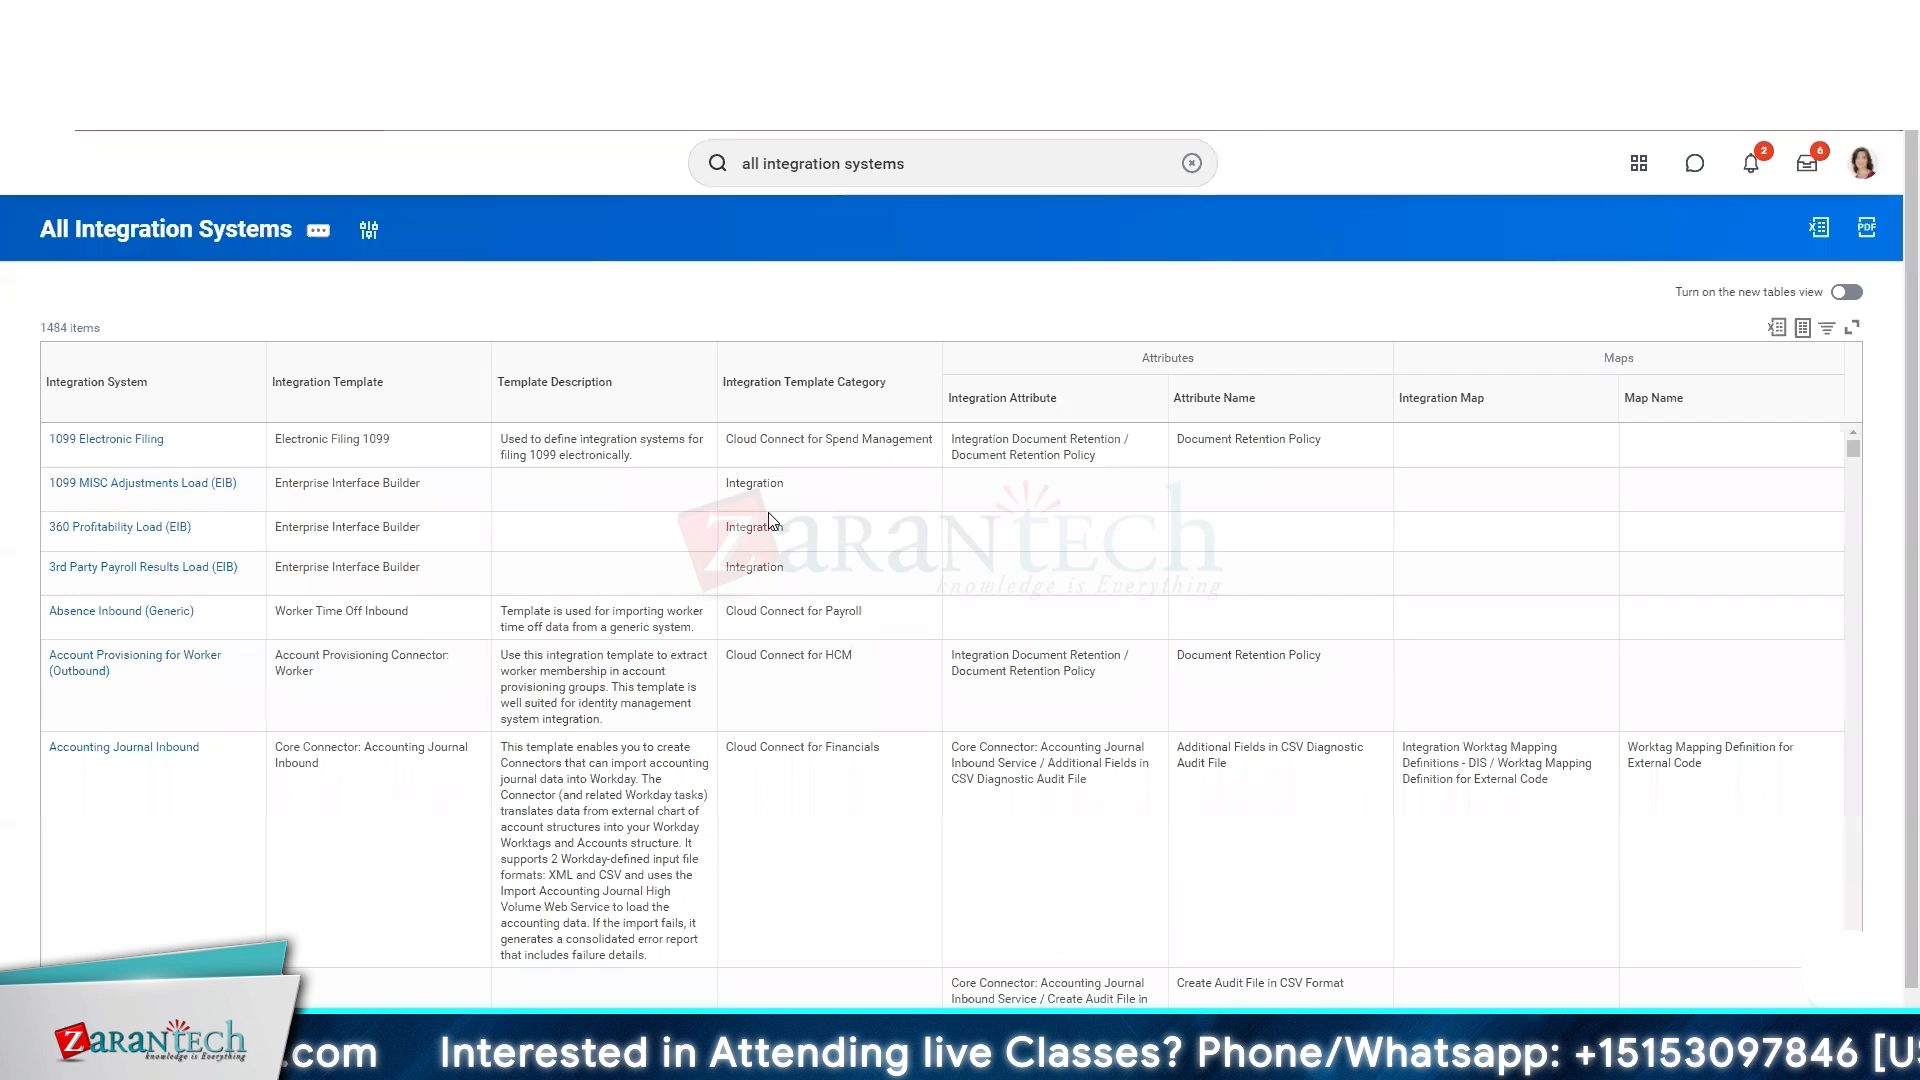 all integration systems
2
6
All Integration Systems
PDF
Turn on the new tables view
1484 items
Attributes
Maps
Integration System
Integration Template
Template Description
Integration Template Category
Integration Attribute
Attribute Name
Integration Map
Map Name
1099 Electronic Filing
Electronic Filing 1099
Used to define integration systems for
filing 1099 electronically.
Cloud Connect for Spend Management
Integration Document Retention /
Document Retention Policy
Document Retention Policy
1099 MISC Adjustments Load (EIB)
Enterprise Interface Builder
Integration
360 Profitability Load (EIB)
Enterprise Interface Builder
Integration
3rd Party Payroll Results Load (EIB)
Enterprise Interface Builder
Integration
Absence Inbound (Generic)
Worker Time Off Inbound
Template is used for importing worker
time off data from a generic system.
Cloud Connect for Payroll
Account Provisioning for Worker
(Outbound)
Account Provisioning Connector:
Worker
Use this integration template to extract
worker membership in account
provisioning groups. This template is
well suited for identity management
system integration.
Cloud Connect for HCM
Integration Document Retention /
Document Retention Policy
Document Retention Policy
Accounting Journal Inbound
Core Connector: Accounting Journal
Inbound
This template enables you to create
Connectors that can import accounting
journal data into Workday. The
Connector (and related Workday tasks)
translates data from external chart of
account structures into your Workday
Worktags and Accounts structure. It
supports 2 Workday-defined input file
formats: XML and CSV and uses the
Import Accounting Journal High
Volume Web Service to load the
accounting data. If the import fails, it
generates a consolidated error report
that includes failure details.
Cloud Connect for Financials
Core Connector: Accounting Journal
Inbound Service / Additional Fields in
CSV Diagnostic Audit File
Additional Fields in CSV Diagnostic
Audit File
Integration Worktag Mapping
Definitions - DIS / Worktag Mapping
Definition for External Code
Worktag Mapping Definition for
External Code
Core Connector: Accounting Journal
Inbound Service / Create Audit File in
Create Audit File in CSV Format
ZARANTECH
knowledge is Everything
ZARANTECH
knowledge is Everything
.com Interested in Attending live Classes? Phone/Whatsapp: +15153097846 [US